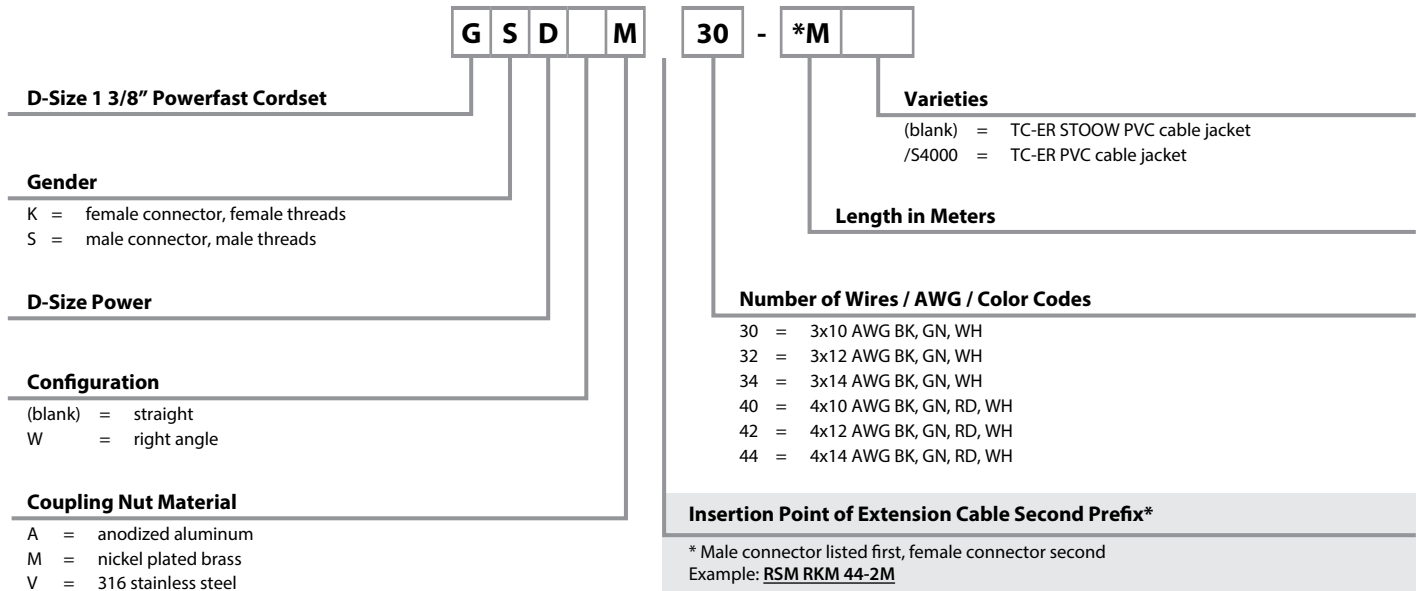 G S D M 30 - *M
D-Size 1 3/8” Powerfast Cordset
Gender
K = female connector, female threads
S = male connector, male threads
D-Size Power
Configuration
(blank) = straight
W = right angle
Coupling Nut Material
A = anodized aluminum
M = nickel plated brass
V = 316 stainless steel
Varieties
(blank) = TC-ER STOOW PVC cable jacket
/S4000 = TC-ER PVC cable jacket
Length in Meters
Number of Wires / AWG / Color Codes
30 = 3x10 AWG BK, GN, WH
32 = 3x12 AWG BK, GN, WH
34 = 3x14 AWG BK, GN, WH
40 = 4x10 AWG BK, GN, RD, WH
42 = 4x12 AWG BK, GN, RD, WH
44 = 4x14 AWG BK, GN, RD, WH
Insertion Point of Extension Cable Second Prefix*
* Male connector listed first, female connector second
Example: RSM RKM 44-2M